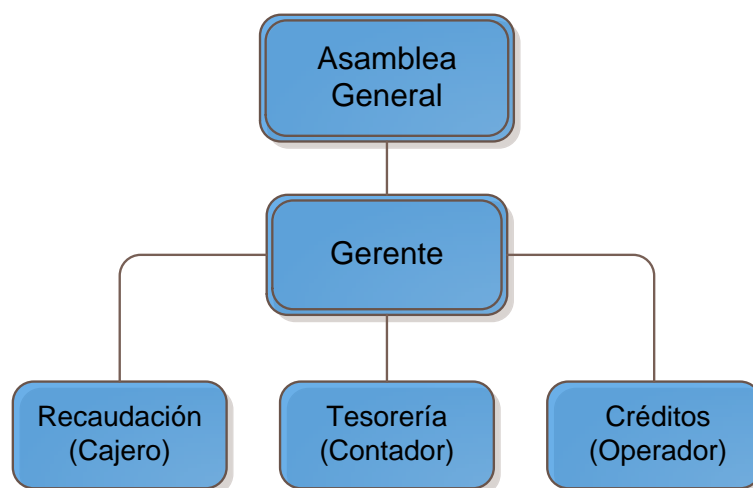 Asamblea
General
Gerente
Recaudación
(Cajero)
Tesorería
(Contador)
Créditos
(Operador)